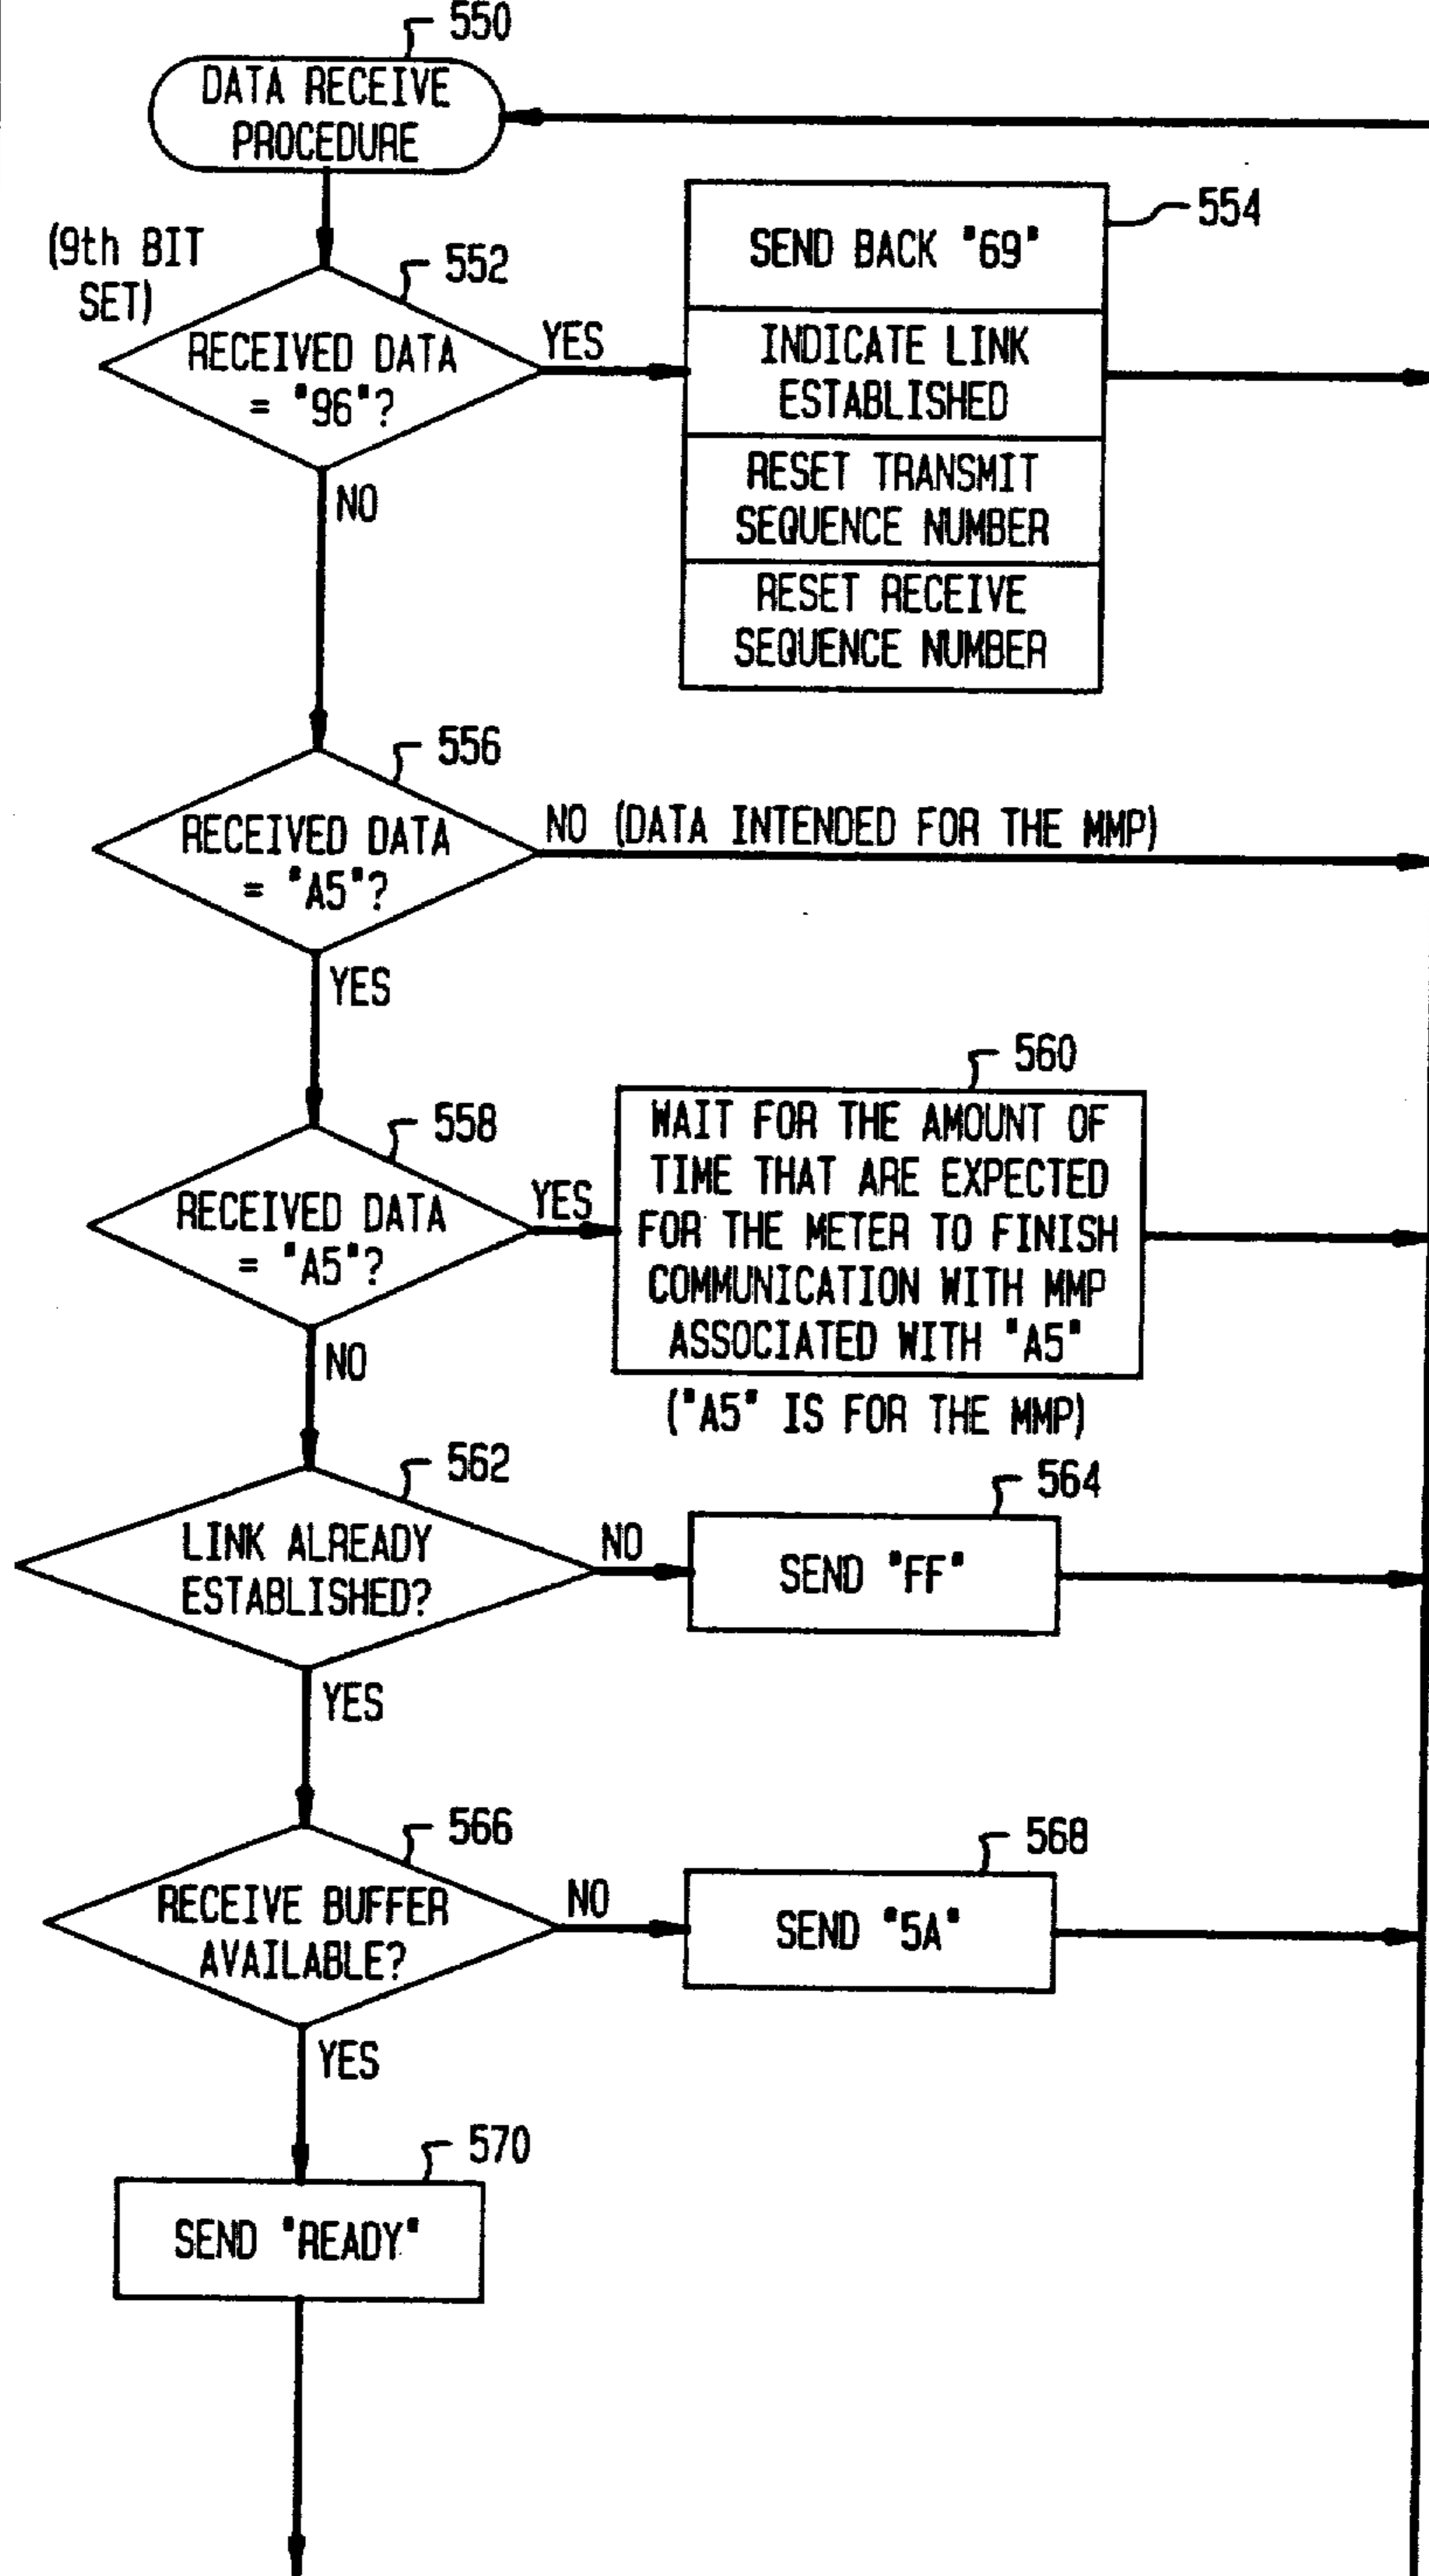 550
DATA RECEIVE
PROCEDURE
(9th BIT
SET)
552
RECEIVED DATA
= "96"?
YES
554
SEND BACK "69"
INDICATE LINK
ESTABLISHED
RESET TRANSMIT
SEQUENCE NUMBER
RESET RECEIVE
SEQUENCE NUMBER
NO
556
RECEIVED DATA
= "A5"?
NO (DATA INTENDED FOR THE MMP)
YES
558
RECEIVED DATA
= "A5"?
YES
560
WAIT FOR THE AMOUNT OF
TIME THAT ARE EXPECTED
FOR THE METER TO FINISH
COMMUNICATION WITH MMP
ASSOCIATED WITH "A5"
("A5" IS FOR THE MMP)
NO
562
LINK ALREADY
ESTABLISHED?
NO
564
SEND "FF"
YES
566
RECEIVE BUFFER
AVAILABLE?
NO
568
SEND "5A"
YES
570
SEND "READY"